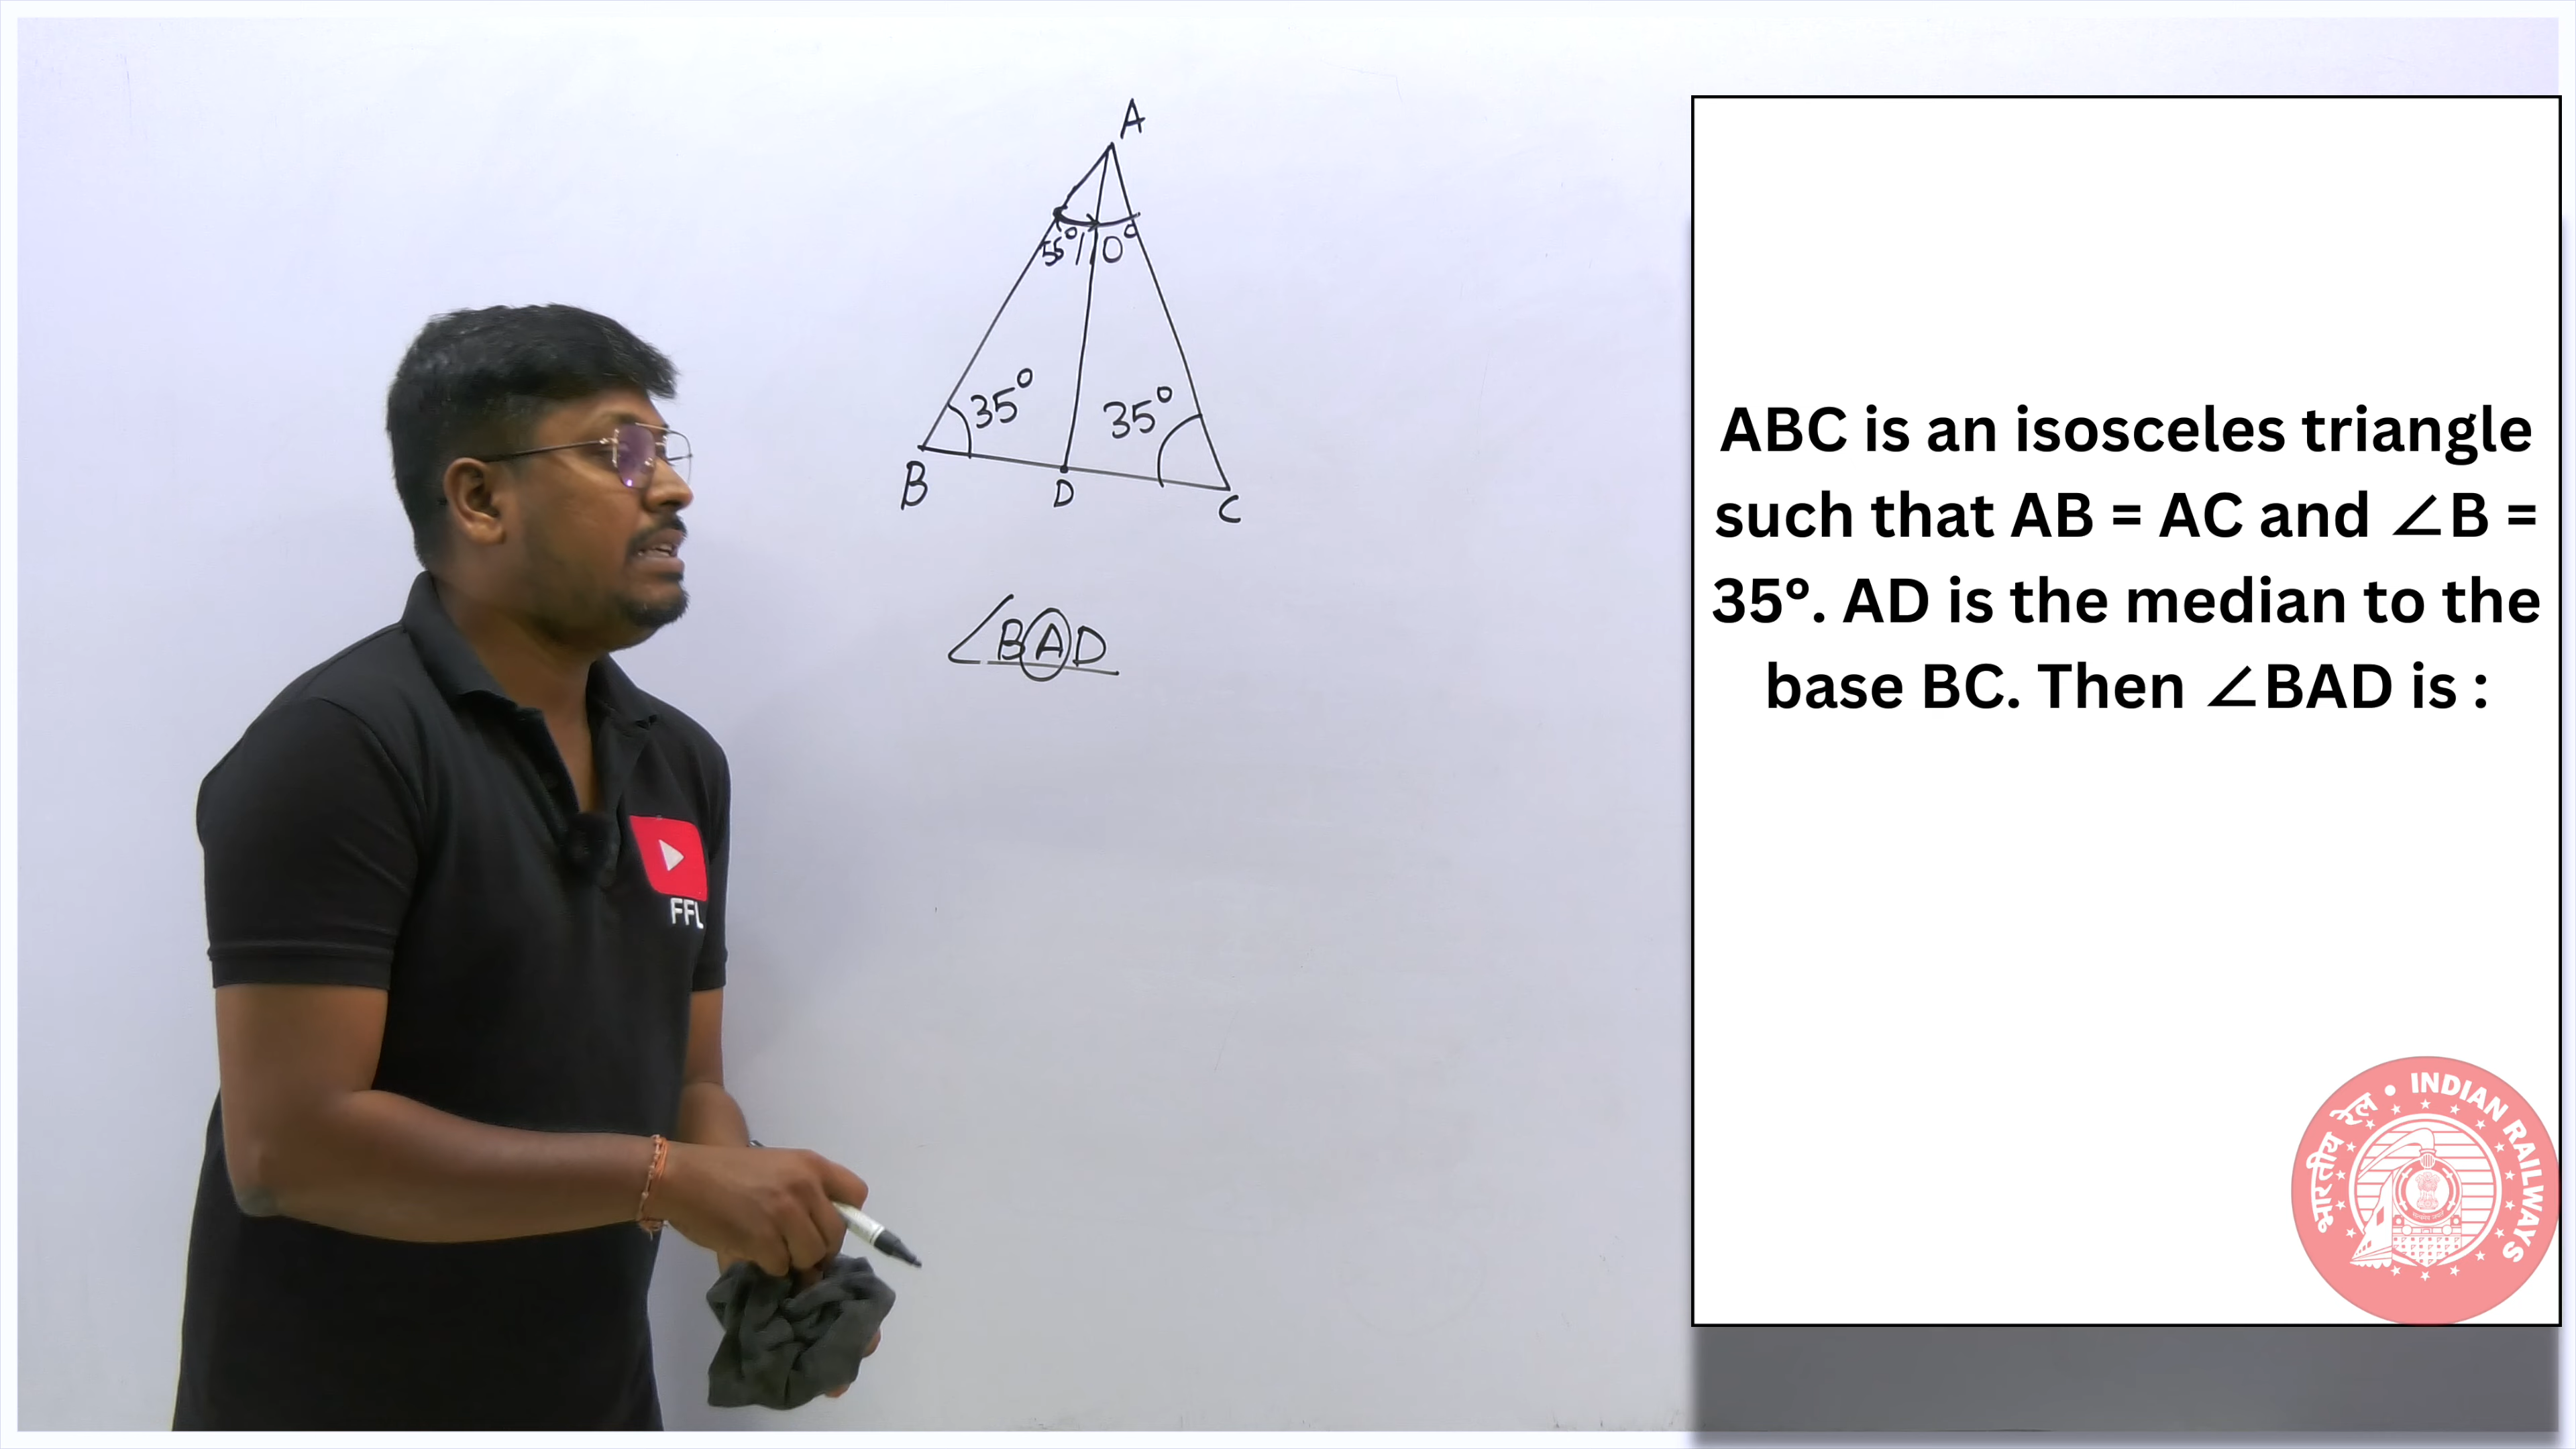 A
55° 110°
35° 35°
B D C
∠BAD
FFL
ABC is an isosceles triangle
such that AB = AC and ∠B =
35°. AD is the median to the
base BC. Then ∠BAD is :
भारतीय रेल • INDIAN RAILWAYS